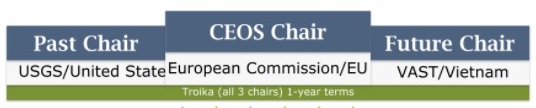 Past Chair
CEOS Chair
Future Chair
USGS/United State
European Commission/EU
VAST/Vietnam
Troika (all 3 chairs) 1-year terms